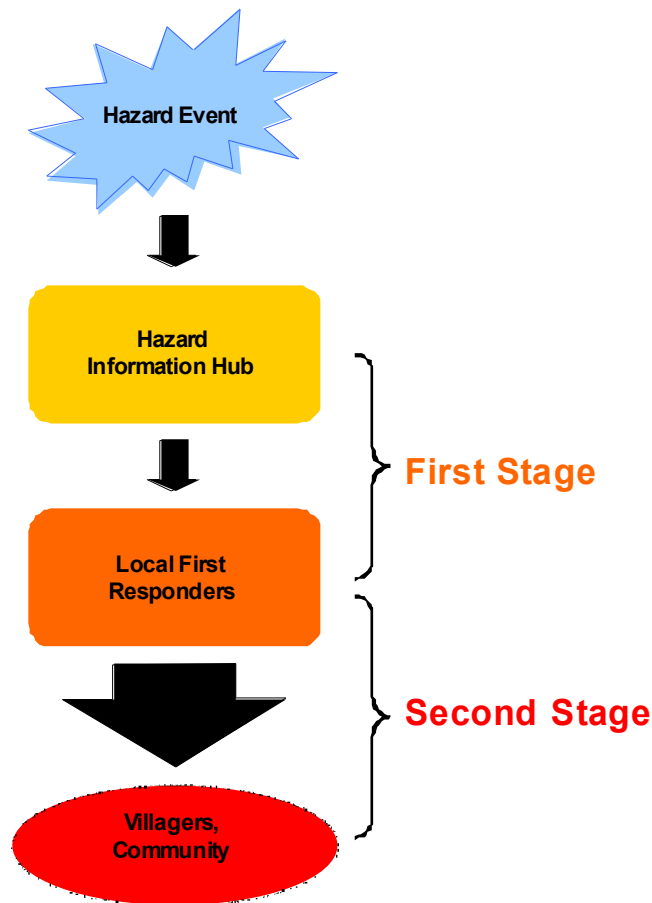 Hazard Event
Hazard
Information Hub
First Stage
Local First
Responders
Second Stage
Villagers,
Community